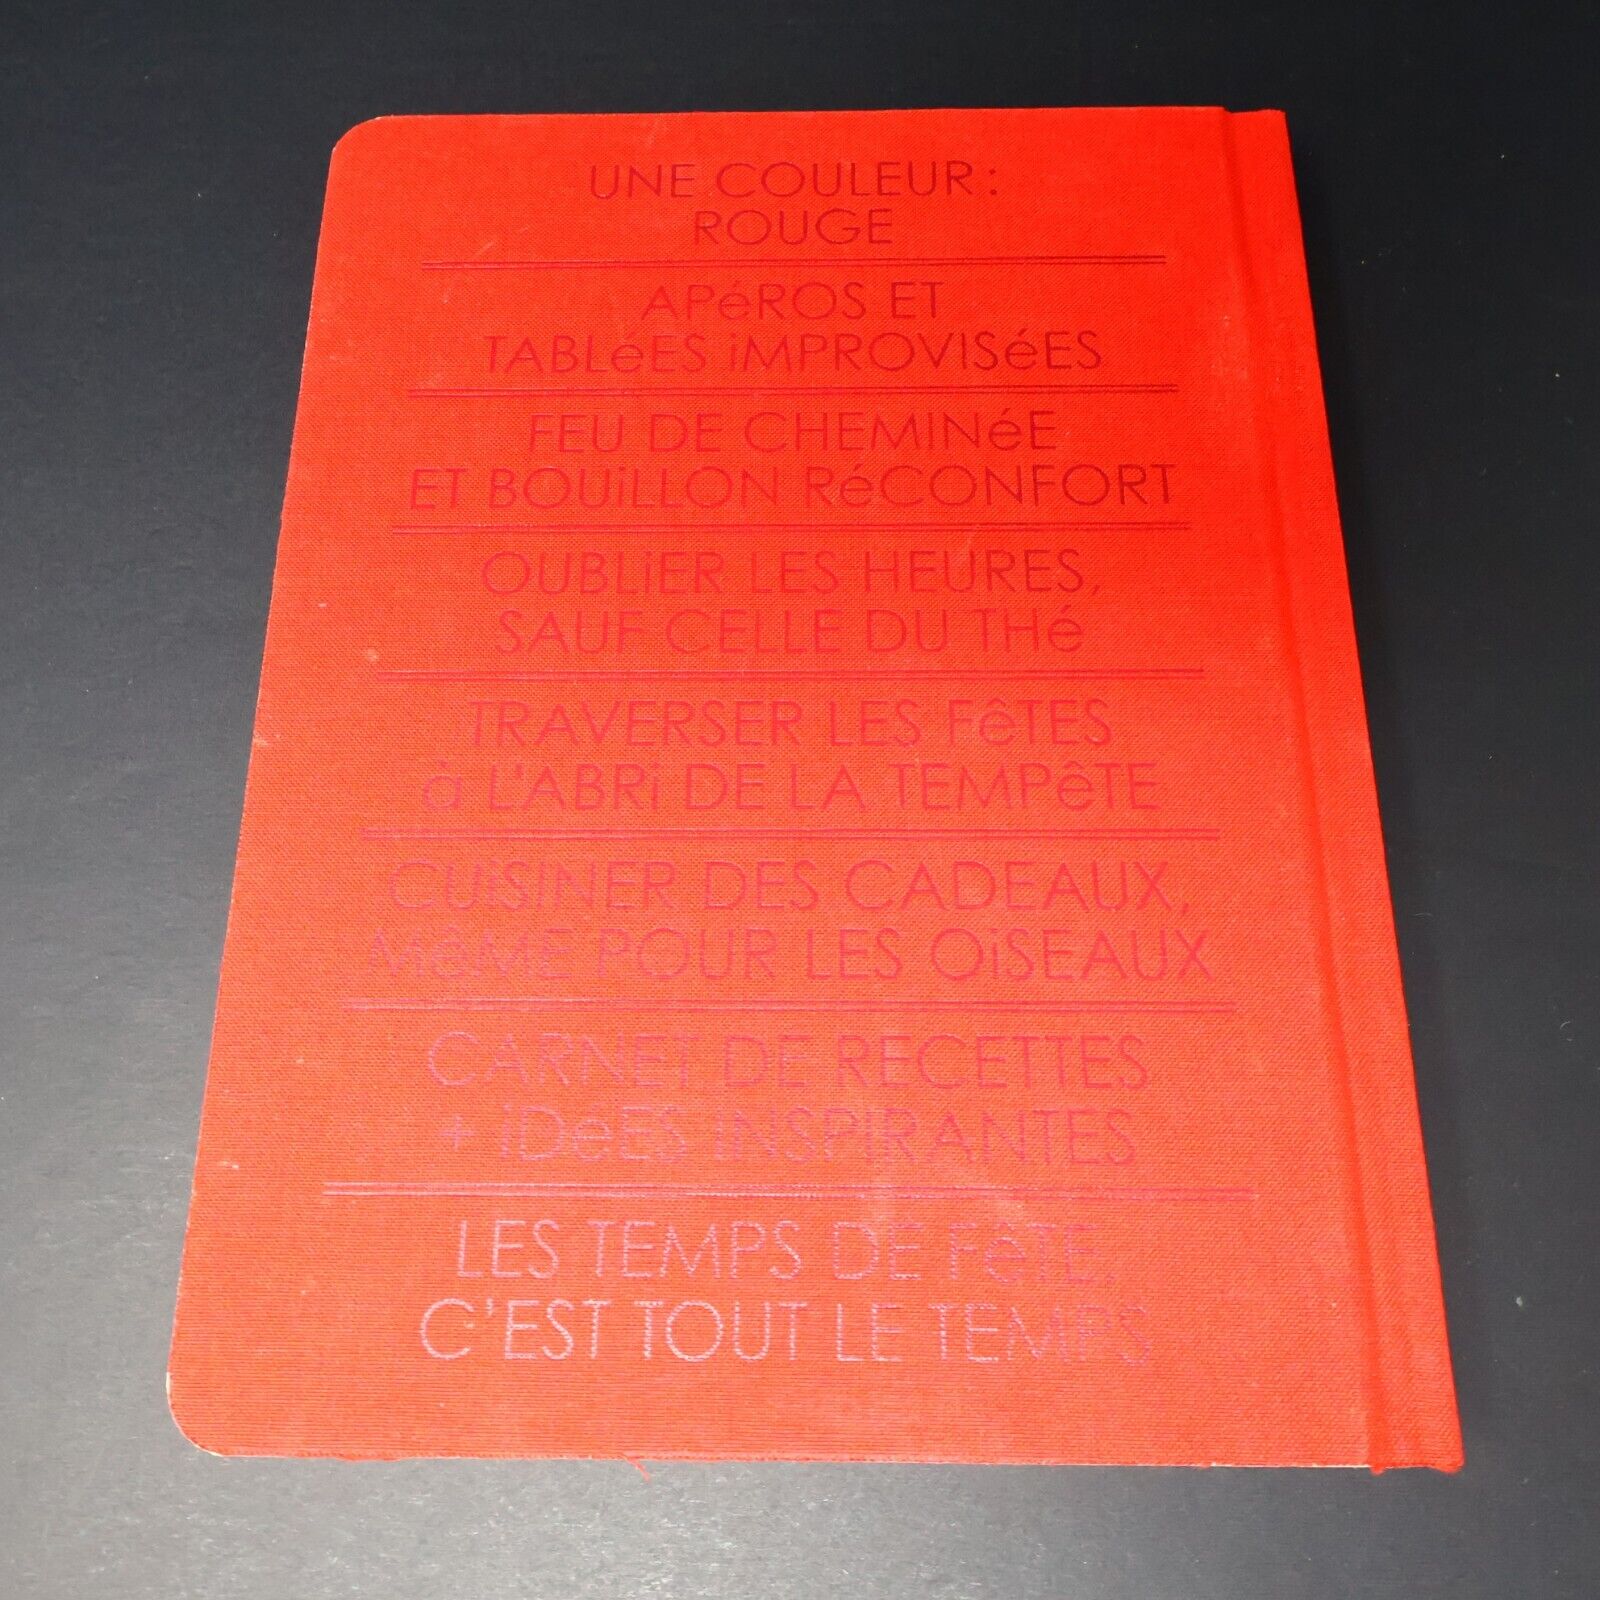 UNE COULEUR :
ROUGE
APéROS ET
TABLéES iMPROVISéES
FEU DE CHEMINéE
ET BOUiLLON RéCONFORT
OUBLiER LES HEURES,
SAUF CELLE DU THé
TRAVERSER LES FêTES
à L'ABRi DE LA TEMPêTE
CUiSINER DES CADEAUX,
MêME POUR LES OiSEAUX
CARNET DE RECETTES
+ iDéES INSPIRANTES
LES TEMPS DE FêTE,
C'EST TOUT LE TEMPS